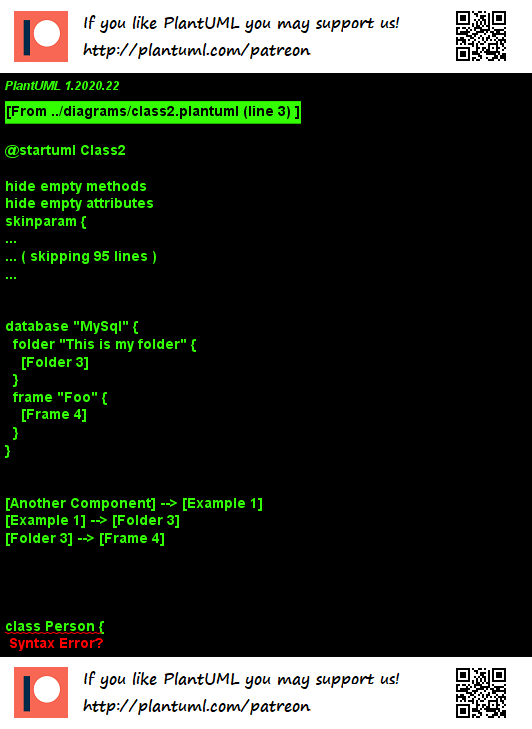 If you like PlantUML you may support us!
http://plantuml.com/patreon
PlantUML 1.2020.22
[From ../diagrams/class2.plantuml (line 3) ]
@startuml Class2
hide empty methods
hide empty attributes
skinparam {
...
... ( skipping 95 lines )
...
database "MySql" {
folder "This is my folder" {
[Folder 3]
}
frame "Foo" {
[Frame 4]
}
}
[Another Component] --> [Example 1]
[Example 1] --> [Folder 3]
[Folder 3] --> [Frame 4]
class Person {
Syntax Error?
If you like PlantUML you may support us!
http://plantuml.com/patreon